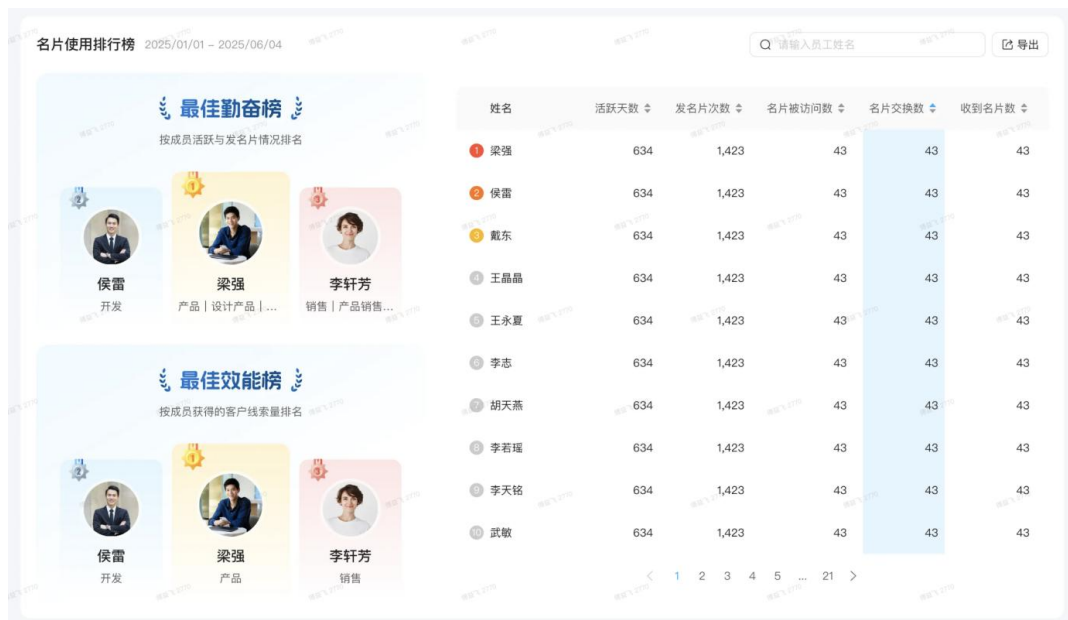 名片使用排行榜 2025/01/01 – 2025/06/04
请输入员工姓名
导出
最佳勤奋榜
按成员活跃与发名片情况排名
2
1
3
侯雷
梁强
李轩芳
开发
产品 | 设计产品 | ...
销售 | 产品销售...
最佳效能榜
按成员获得的客户线索量排名
2
1
3
侯雷
梁强
李轩芳
开发
产品
销售
姓名 活跃天数 发名片次数 名片被访问数 名片交换数 收到名片数
1 梁强 634 1,423 43 43 43
2 侯雷 634 1,423 43 43 43
3 戴东 634 1,423 43 43 43
4 王晶晶 634 1,423 43 43 43
5 王永夏 634 1,423 43 43 43
6 李志 634 1,423 43 43 43
7 胡天燕 634 1,423 43 43 43
8 李若瑶 634 1,423 43 43 43
9 李天铭 634 1,423 43 43 43
10 武敏 634 1,423 43 43 43
< 1 2 3 4 5 ... 21 >